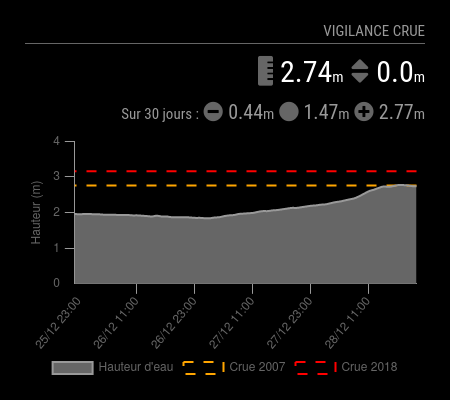 VIGILANCE CRUE
2.74m 0.0m
Sur 30 jours : 0.44m 1.47m 2.77m
4
3
2
1
0
Hauteur (m)
25/12 23:00 26/12 11:00 26/12 23:00 27/12 11:00 27/12 23:00 28/12 11:00
Hauteur d'eau Crue 2007 Crue 2018